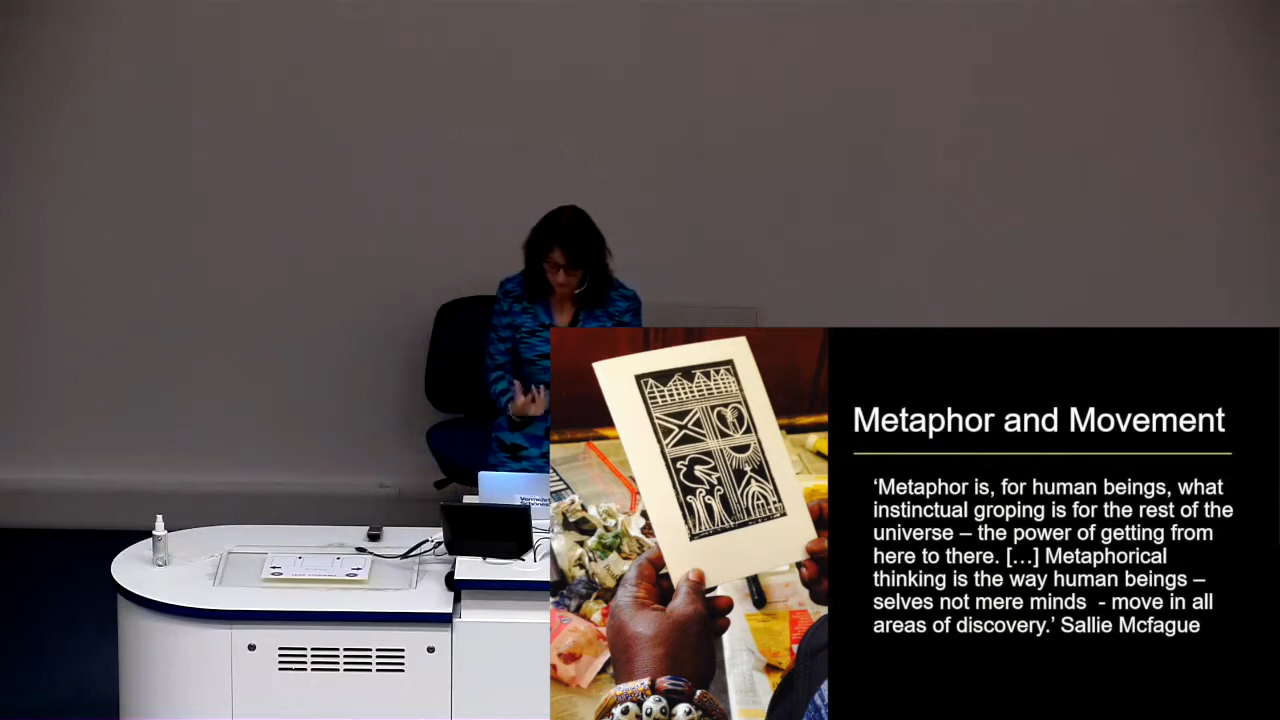 Metaphor and Movement
‘Metaphor is, for human beings, what
instinctual groping is for the rest of the
universe – the power of getting from
here to there. […] Metaphorical
thinking is the way human beings –
selves not mere minds  - move in all
areas of discovery.’ Sallie Mcfague